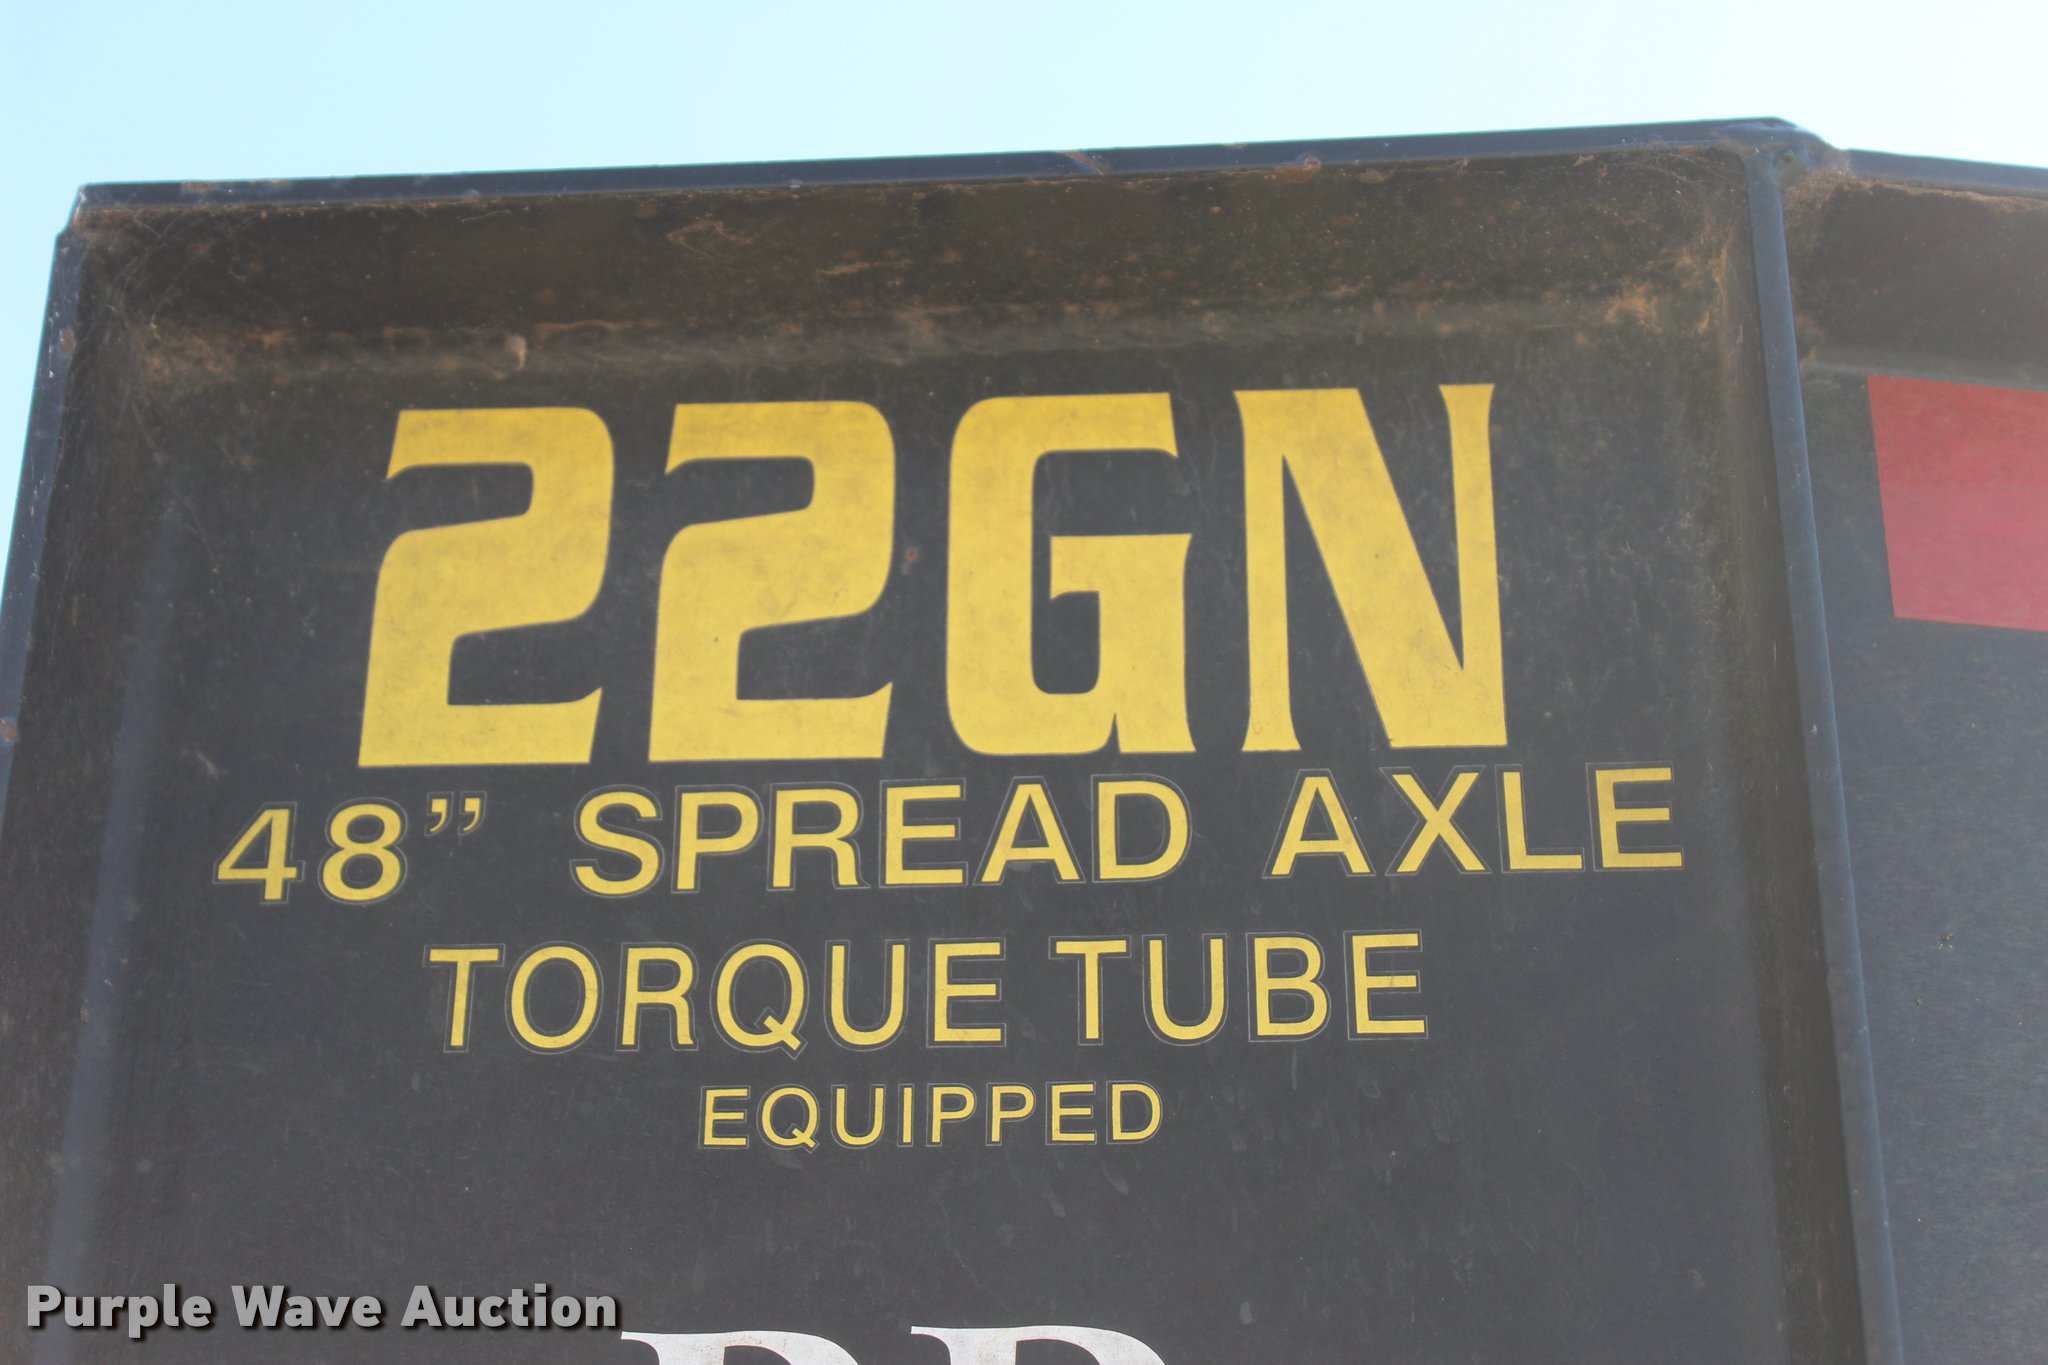 22GN
48” SPREAD AXLE
TORQUE TUBE
EQUIPPED
Purple Wave Auction